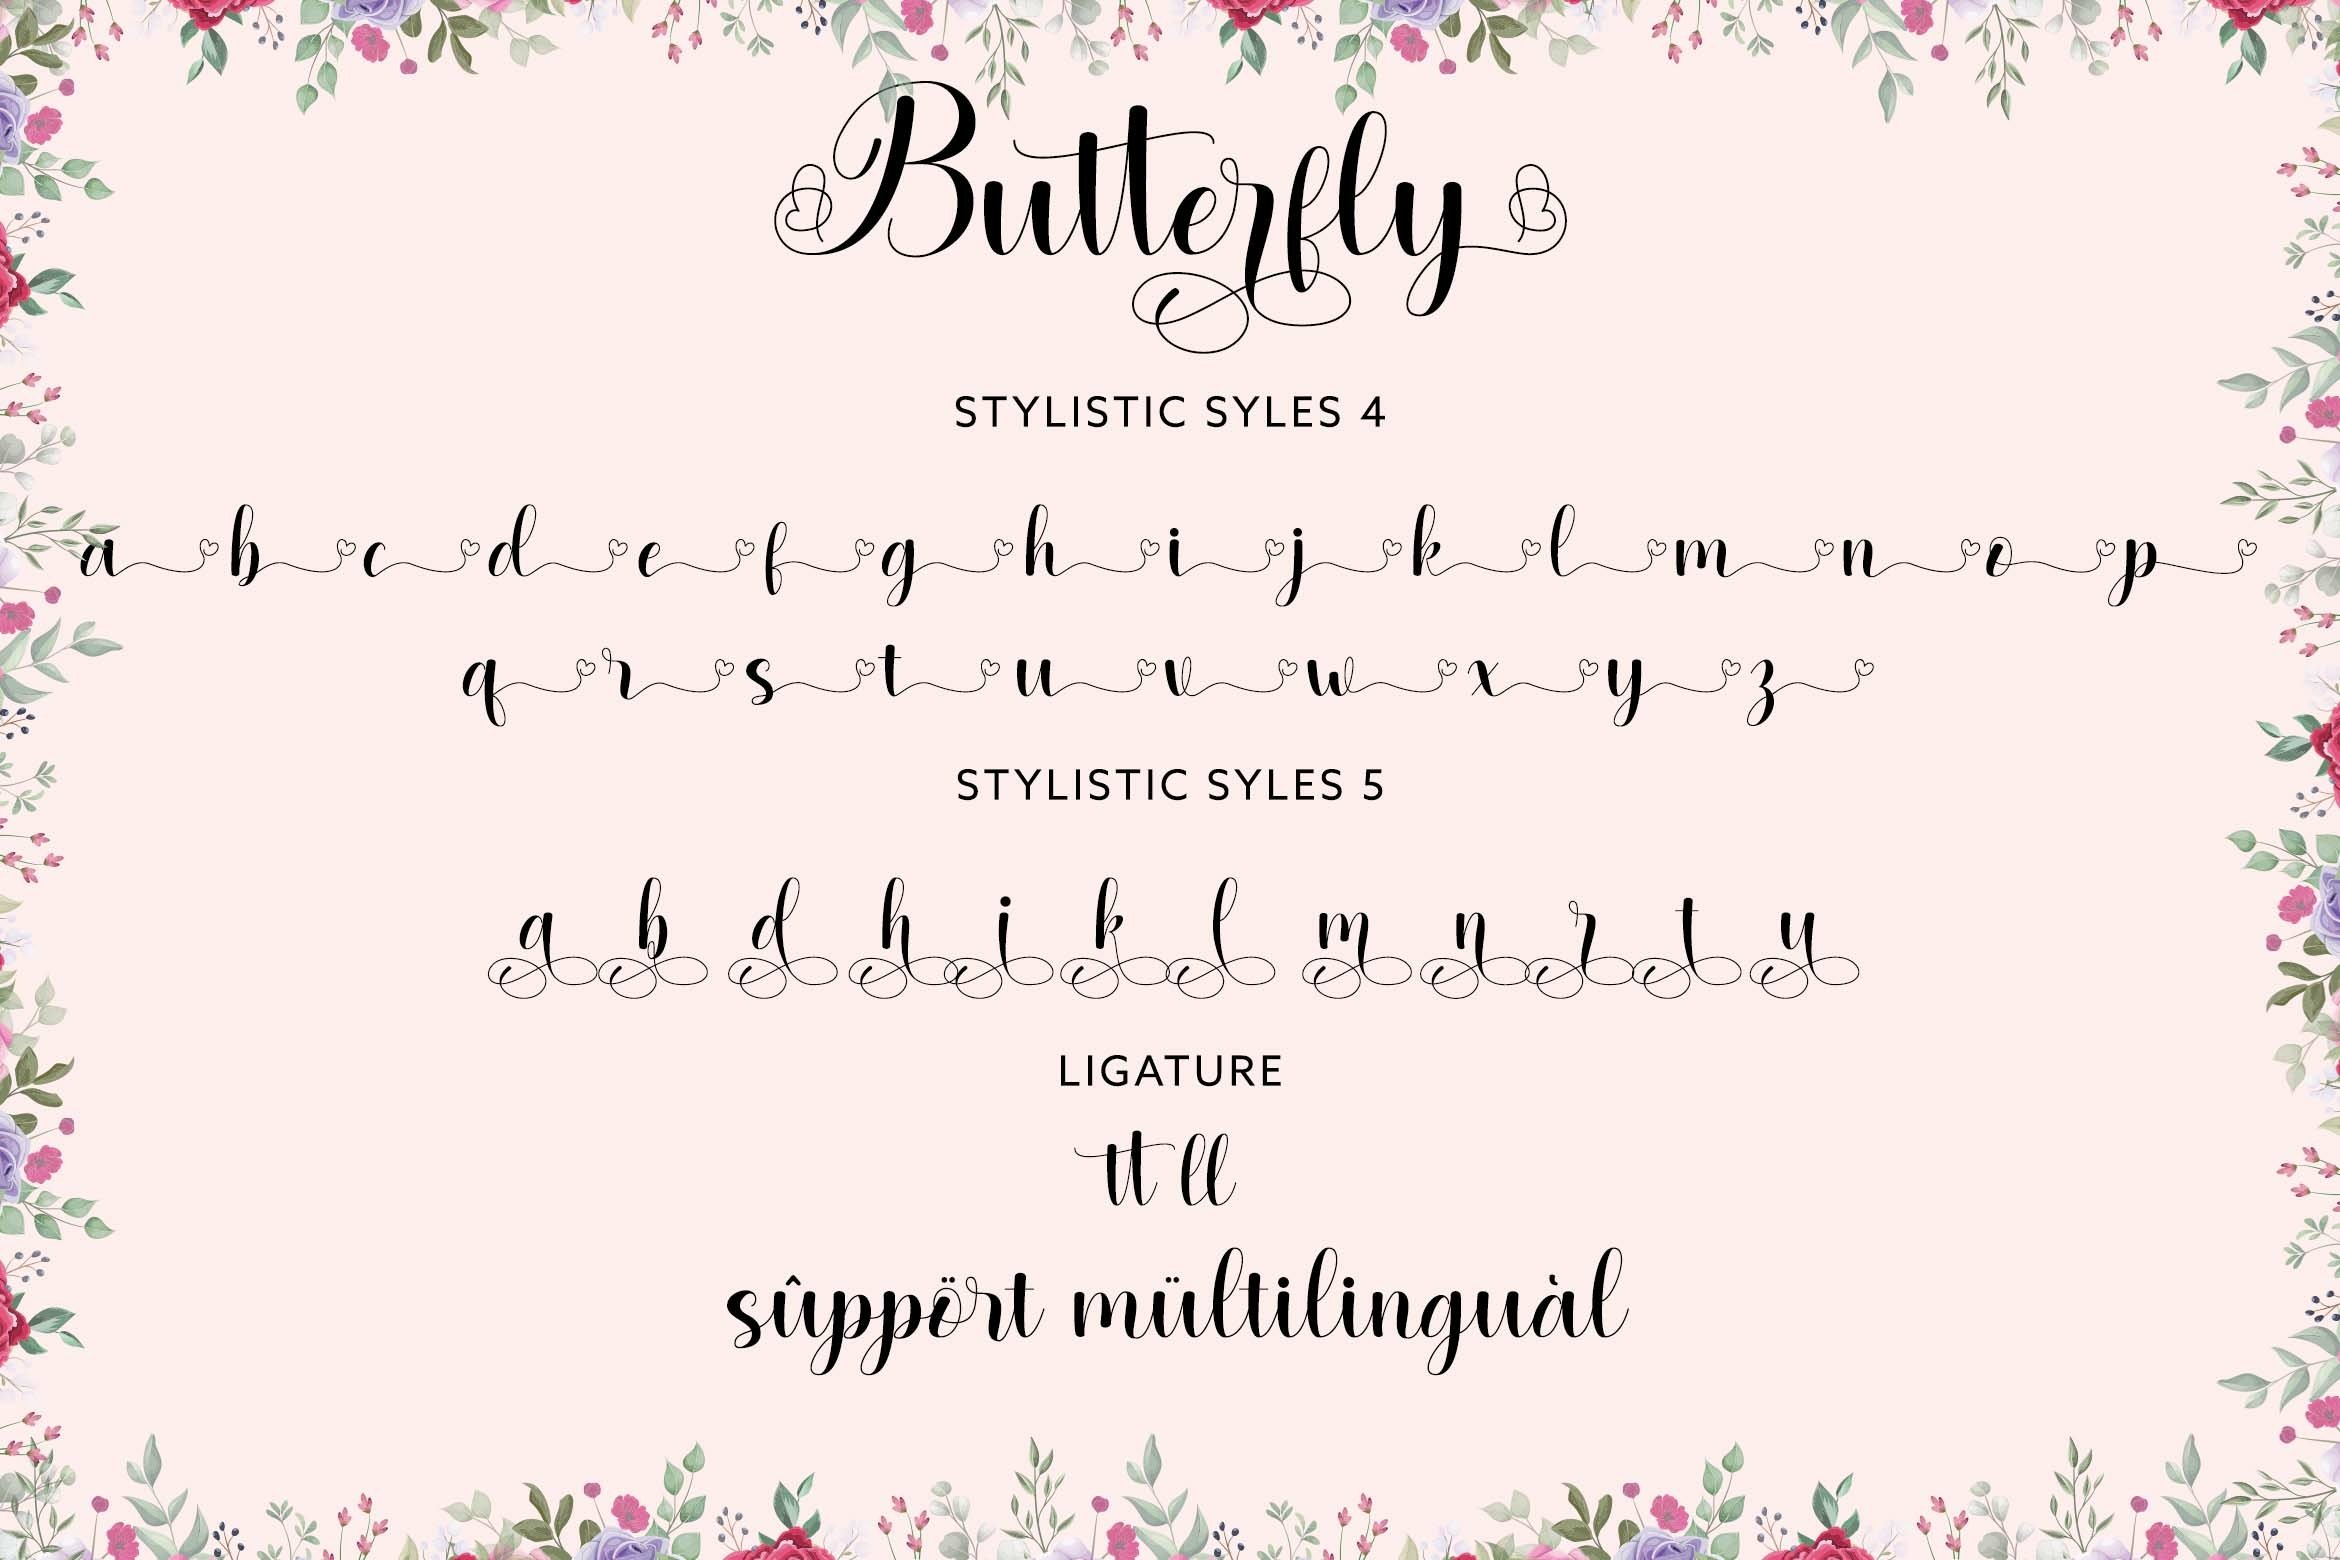 Butterfly
STYLISTIC SYLES 4
a b c d e f g h i j k l m n o p
q r s t u v w x y z
STYLISTIC SYLES 5
a b d h i k l m n r t y
LIGATURE
tt ll
sûppört mültilinguàl